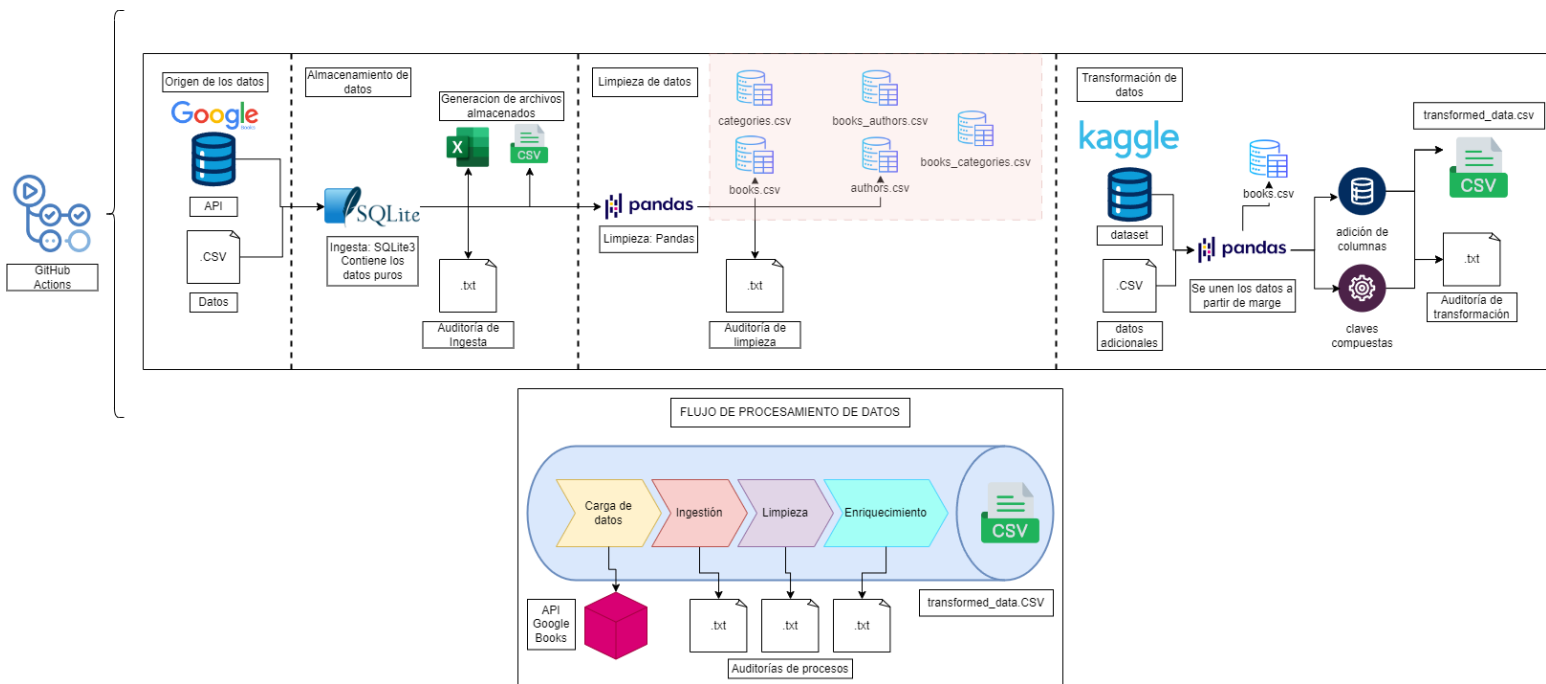 GitHub
Actions
Origen de los datos
Google
Books
API
.CSV
Datos
Almacenamiento de
datos
Generacion de archivos
almacenados
X
CSV
SQLite
Ingesta: SQLite3
Contiene los
datos puros
.txt
Auditoría de
Ingesta
Limpieza de datos
pandas
Limpieza: Pandas
categories.csv
books_authors.csv
books_categories.csv
books.csv
authors.csv
.txt
Auditoría de
limpieza
Transformación de
datos
kaggle
dataset
.CSV
datos
adicionales
books.csv
pandas
Se unen los datos a
partir de marge
adición de
columnas
claves
compuestas
transformed_data.csv
CSV
.txt
Auditoría de
transformación
FLUJO DE PROCESAMIENTO DE DATOS
Carga de
datos
Ingestión
Limpieza
Enriquecimiento
CSV
API
Google
Books
.txt
.txt
.txt
transformed_data.CSV
Auditorías de procesos